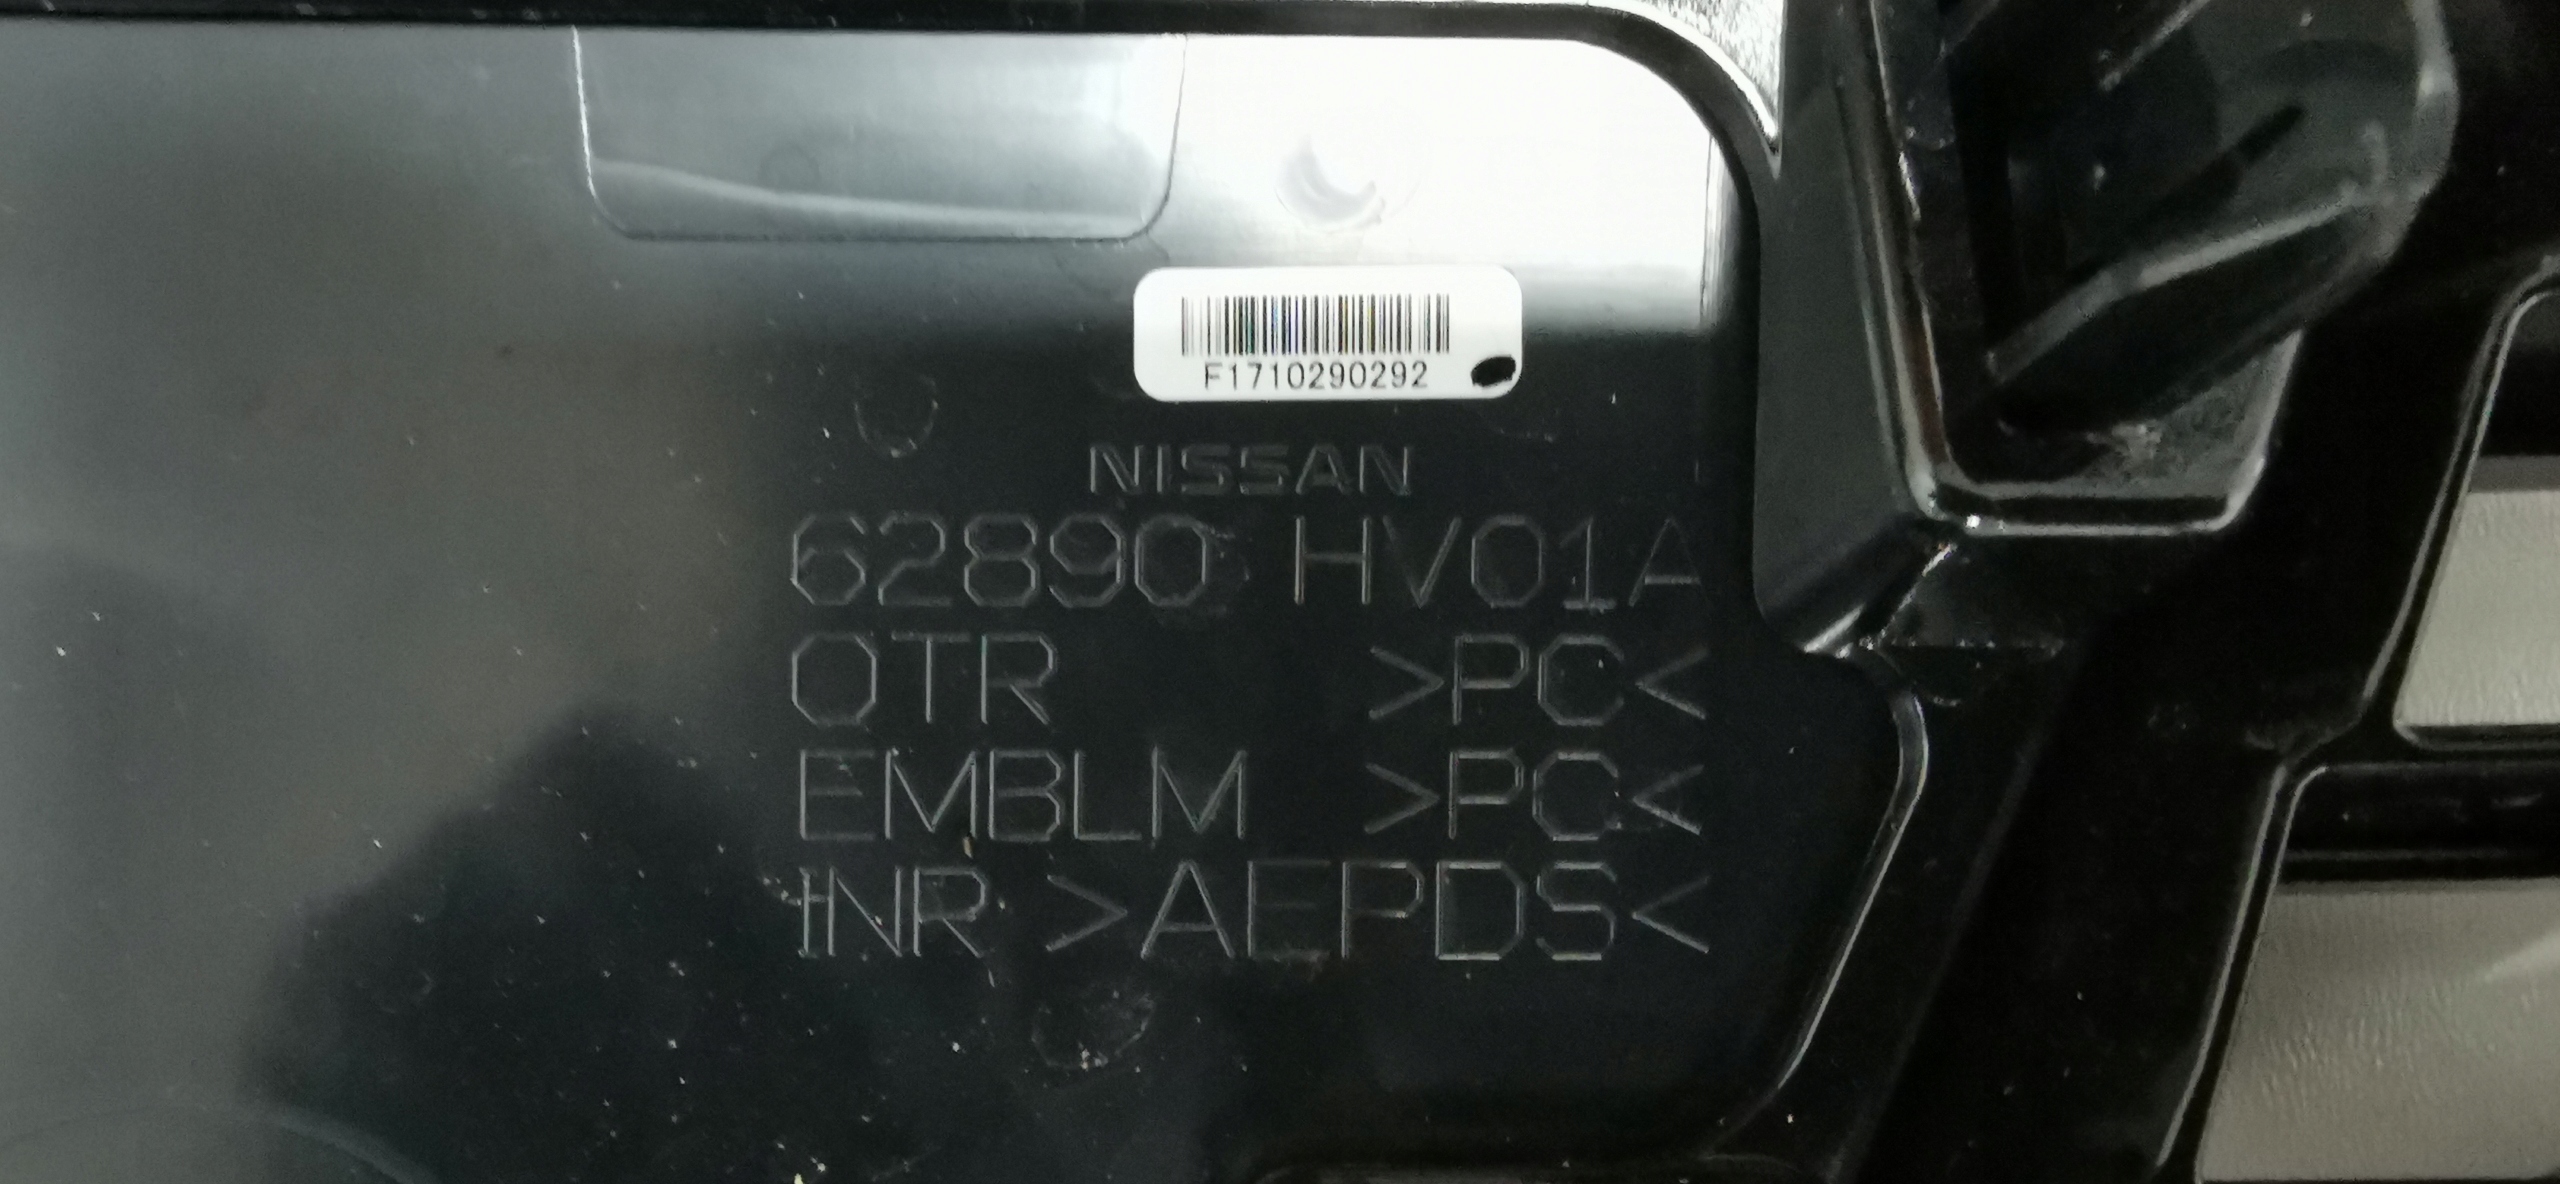 F1710290292
NISSAN
62890 HV01A
OTR >PC<
EMBLM >PC<
INR >AEPDS<